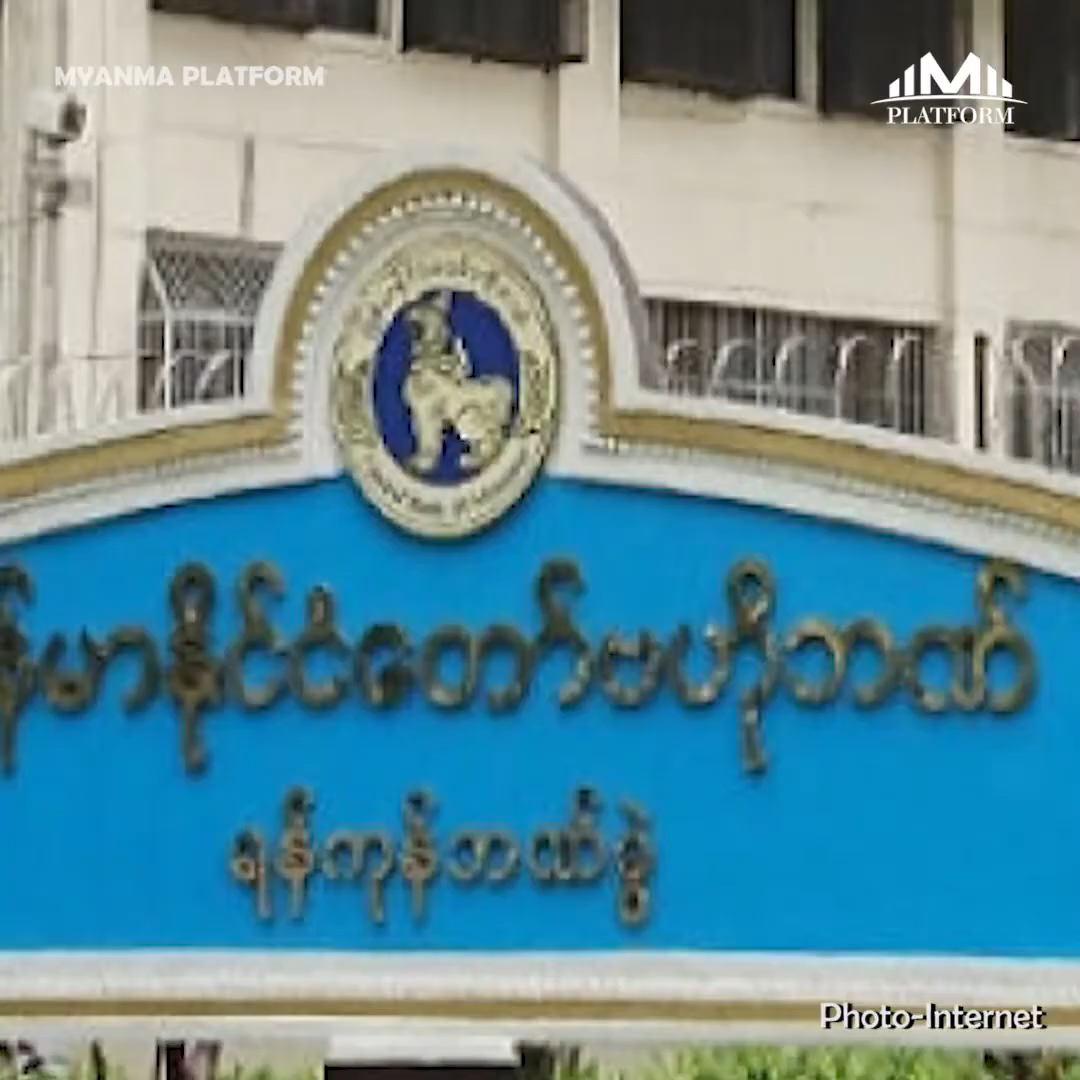 MYANMA PLATFORM
M
PLATFORM
န်မာနိုင်ငံတော်ဗဟိုဘဏ်
ရန်ကုန်ဘဏ်ခွဲ
Photo-Internet